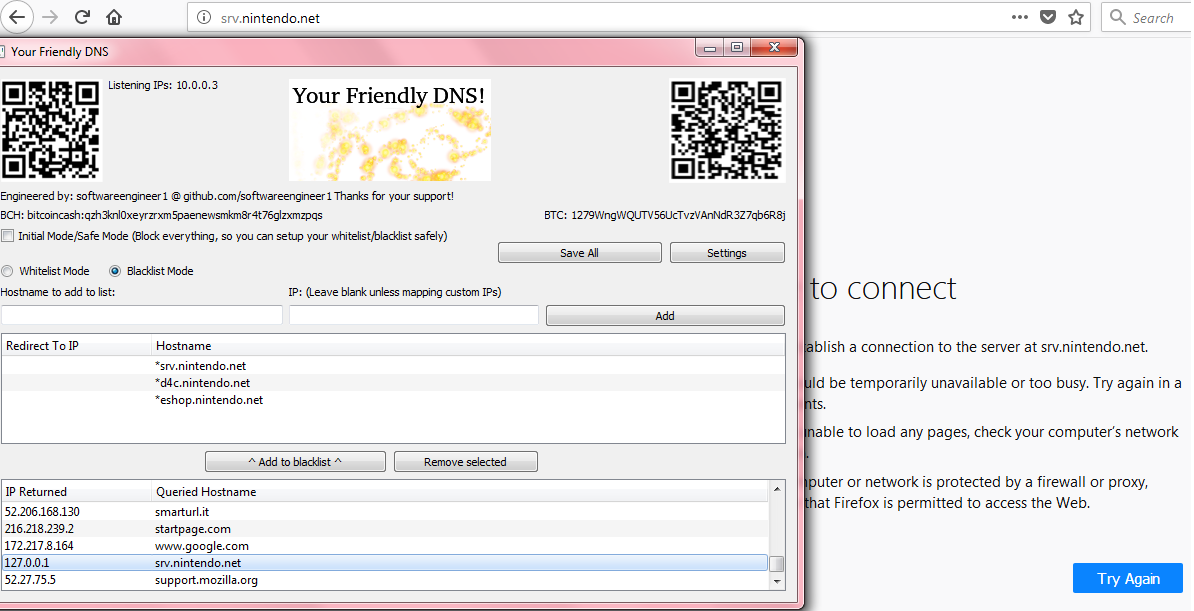 srv.nintendo.net
Search
Your Friendly DNS
Listening IPs: 10.0.0.3
Your Friendly DNS!
Engineered by: softwareengineer1 @ github.com/softwareengineer1 Thanks for your support!
BCH: bitcoincash:qzh3knl0xeyrzrxm5paenewsmkm8r4t76glzxmzpqs
BTC: 1279WngWQUTV56UcTvzVAnNdR3Z7qb6R8j
Initial Mode/Safe Mode (Block everything, so you can setup your whitelist/blacklist safely)
Save All
Settings
Whitelist Mode
Blacklist Mode
Hostname to add to list:
IP: (Leave blank unless mapping custom IPs)
Add
Redirect To IP
Hostname
*srv.nintendo.net
*d4c.nintendo.net
*eshop.nintendo.net
^ Add to blacklist ^
Remove selected
IP Returned
Queried Hostname
52.206.168.130 smarturl.it
216.218.239.2 startpage.com
172.217.8.164 www.google.com
127.0.0.1 srv.nintendo.net
52.27.75.5 support.mozilla.org
to connect
ablish a connection to the server at srv.nintendo.net.
uld be temporarily unavailable or too busy. Try again in a
nts.
unable to load any pages, check your computer's network
.
mputer or network is protected by a firewall or proxy,
that Firefox is permitted to access the Web.
Try Again